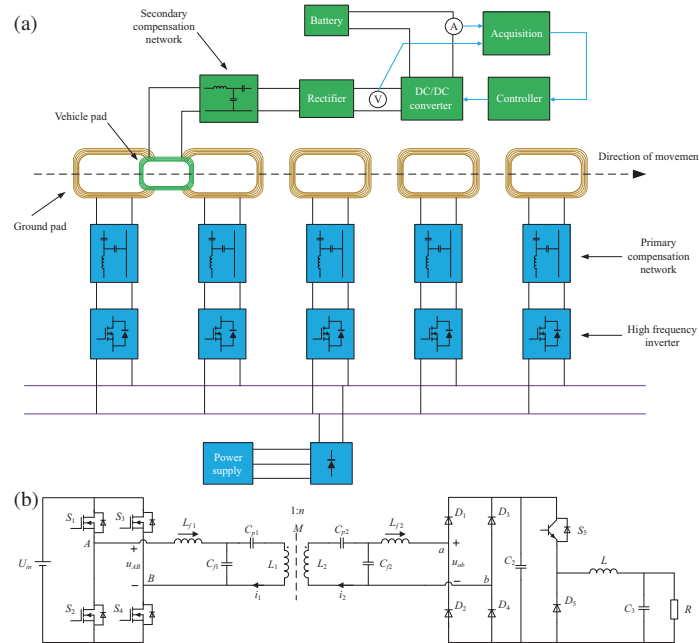 (a)
Secondary
compensation
network
Battery
A
Acquisition
Rectifier
V
DC/DC
converter
Controller
Vehicle pad
Direction of movemen
Ground pad
Primary
compensation
network
High frequency
inverter
Power
supply
(b)
1:n
S1
S3
Lf1
Cp1
M
Cp2
Lf2
D1
D3
S5
A
+
a
+
L
Uin
uAB
Cf1
L1
L2
Cf2
uab
C2
B
−
i1
i2
−
b
S2
S4
D2
D4
D5
C3
R